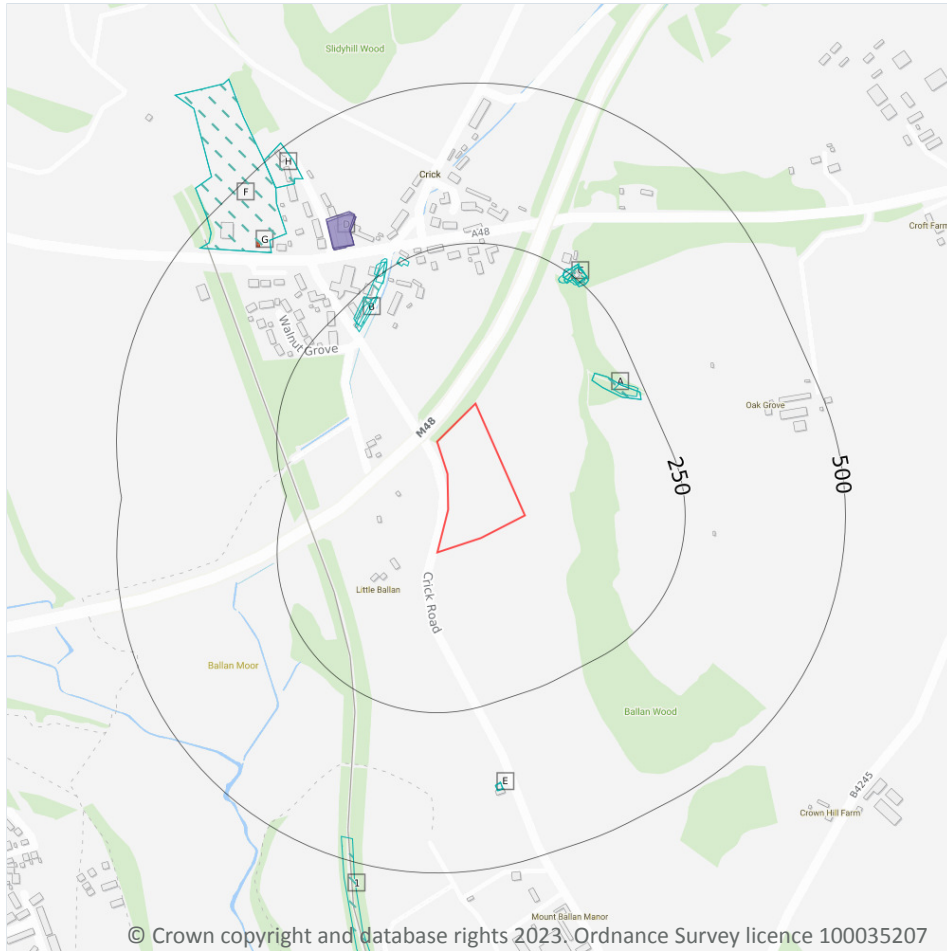 Slidyhill Wood
H
Crick
F
D
G
A48
Croft Farm
C
B
Walnut Grove
A
Oak Grove
M48
250
500
Little Ballan
Crick Road
Ballan Moor
Ballan Wood
E
B4245
Crown Hill Farm
1
Mount Ballan Manor
© Crown copyright and database rights 2023. Ordnance Survey licence 100035207